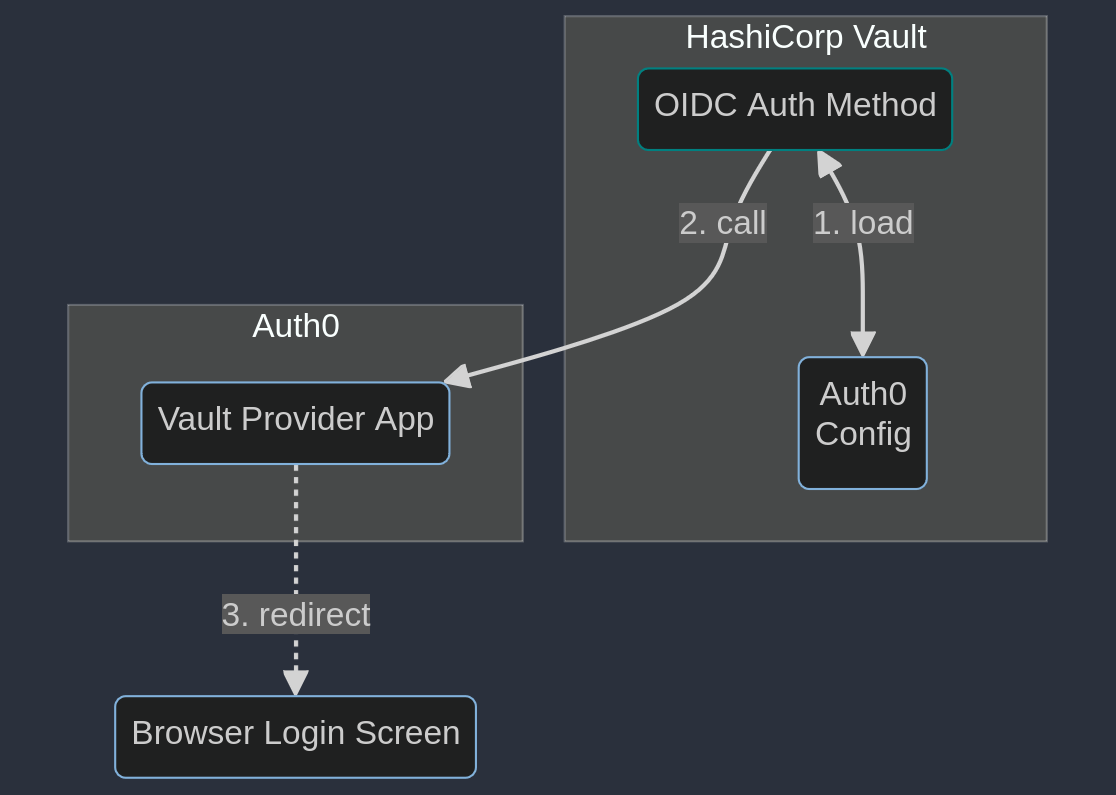 HashiCorp Vault
OIDC Auth Method
2. call
1. load
Auth0
Vault Provider App
Auth0
Config
3. redirect
Browser Login Screen